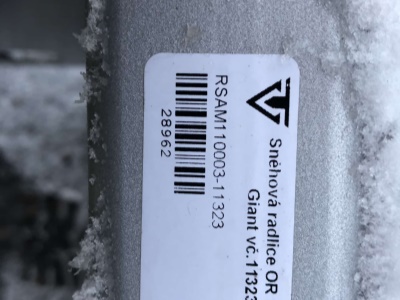 Sněhová radlice OR
Giant vč.11323
RSAM110003-11323
28962